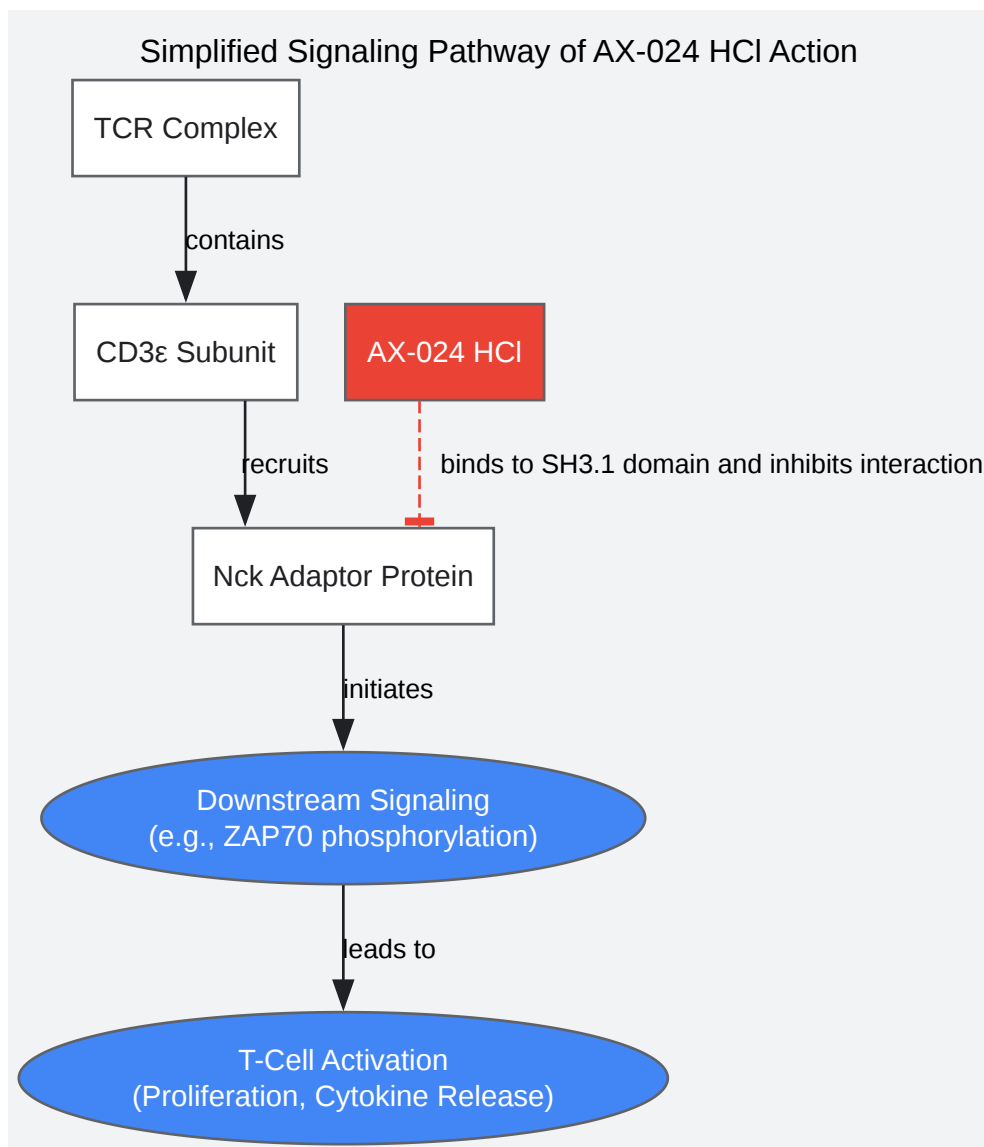 Simplified Signaling Pathway of AX-024 HCl Action
TCR Complex
contains
CD3ε Subunit
AX-024 HCl
recruits
binds to SH3.1 domain and inhibits interaction
Nck Adaptor Protein
initiates
Downstream Signaling
(e.g., ZAP70 phosphorylation)
leads to
T-Cell Activation
(Proliferation, Cytokine Release)